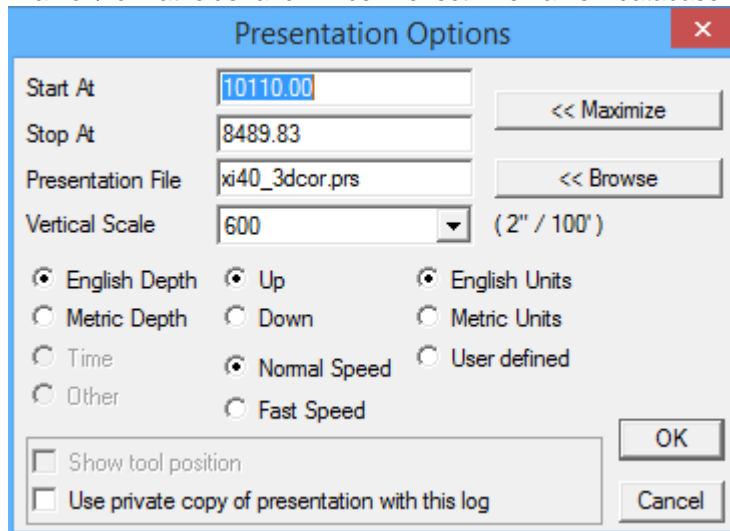 Presentation Options
Start At 10110.00
<< Maximize
Stop At 8489.83
Presentation File xi40_3dcor.prs << Browse
Vertical Scale 600 ( 2" / 100' )
English Depth Up English Units
Metric Depth Down Metric Units
Time Normal Speed User defined
Other Fast Speed
OK
Show tool position
Use private copy of presentation with this log Cancel